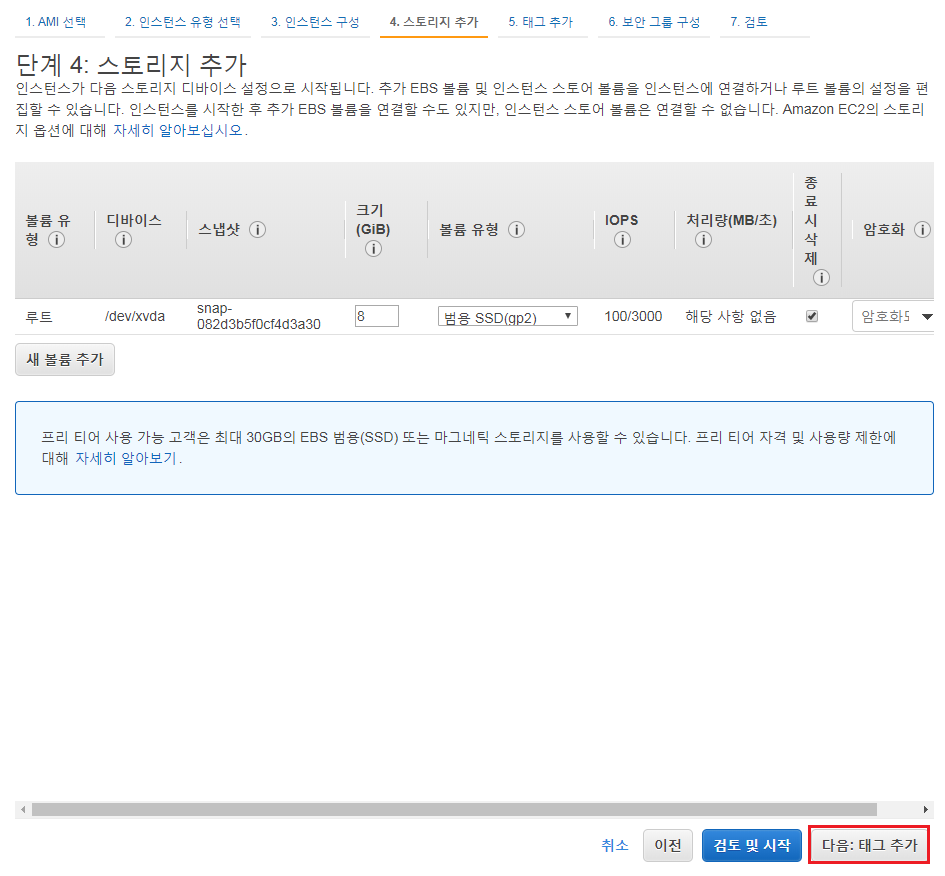 1. AMI 선택 2. 인스턴스 유형 선택 3. 인스턴스 구성 4. 스토리지 추가 5. 태그 추가 6. 보안 그룹 구성 7. 검토
단계 4: 스토리지 추가
인스턴스가 다음 스토리지 디바이스 설정으로 시작됩니다. 추가 EBS 볼륨 및 인스턴스 스토어 볼륨을 인스턴스에 연결하거나 루트 볼륨의 설정을 편
집할 수 있습니다. 인스턴스를 시작한 후 추가 EBS 볼륨을 연결할 수도 있지만, 인스턴스 스토어 볼륨은 연결할 수 없습니다. Amazon EC2의 스토리
지 옵션에 대해 자세히 알아보십시오.
볼륨 유
형
디바이스
스냅샷
크기
(GiB)
볼륨 유형
IOPS
처리량(MB/초)
종
료
시
삭
제
암호화
루트
/dev/xvda
snap-
082d3b5f0cf4d3a30
8
범용 SSD(gp2)
100/3000
해당 사항 없음
새 볼륨 추가
프리 티어 사용 가능 고객은 최대 30GB의 EBS 범용(SSD) 또는 마그네틱 스토리지를 사용할 수 있습니다. 프리 티어 자격 및 사용량 제한에
대해 자세히 알아보기.
취소 이전 검토 및 시작 다음: 태그 추가